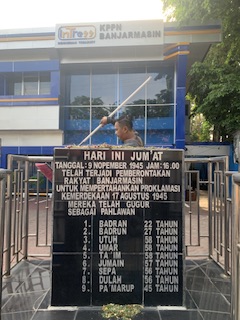 InTress
KPPN
BANJARMASIN
HARI INI JUM'AT
TANGGAL : 9 NOPEMBER 1945 JAM : 16.00
TELAH TERJADI PEMBERONTAKAN
RAKYAT BANJARMASIN
UNTUK MEMPERTAHANKAN PROKLAMASI
KEMERDEKAAN 17 AGUSTUS 1945
MEREKA TELAH GUGUR
SEBAGAI PAHLAWAN
1. BADRAN 22 TAHUN
2. BADRUN 27 TAHUN
3. UTUH 58 TAHUN
4. UMAR 58 TAHUN
5. TA'IM 58 TAHUN
6. JUMAIN 57 TAHUN
7. SEPA 56 TAHUN
8. DULAH 56 TAHUN
9. PA'MARUP 45 TAHUN